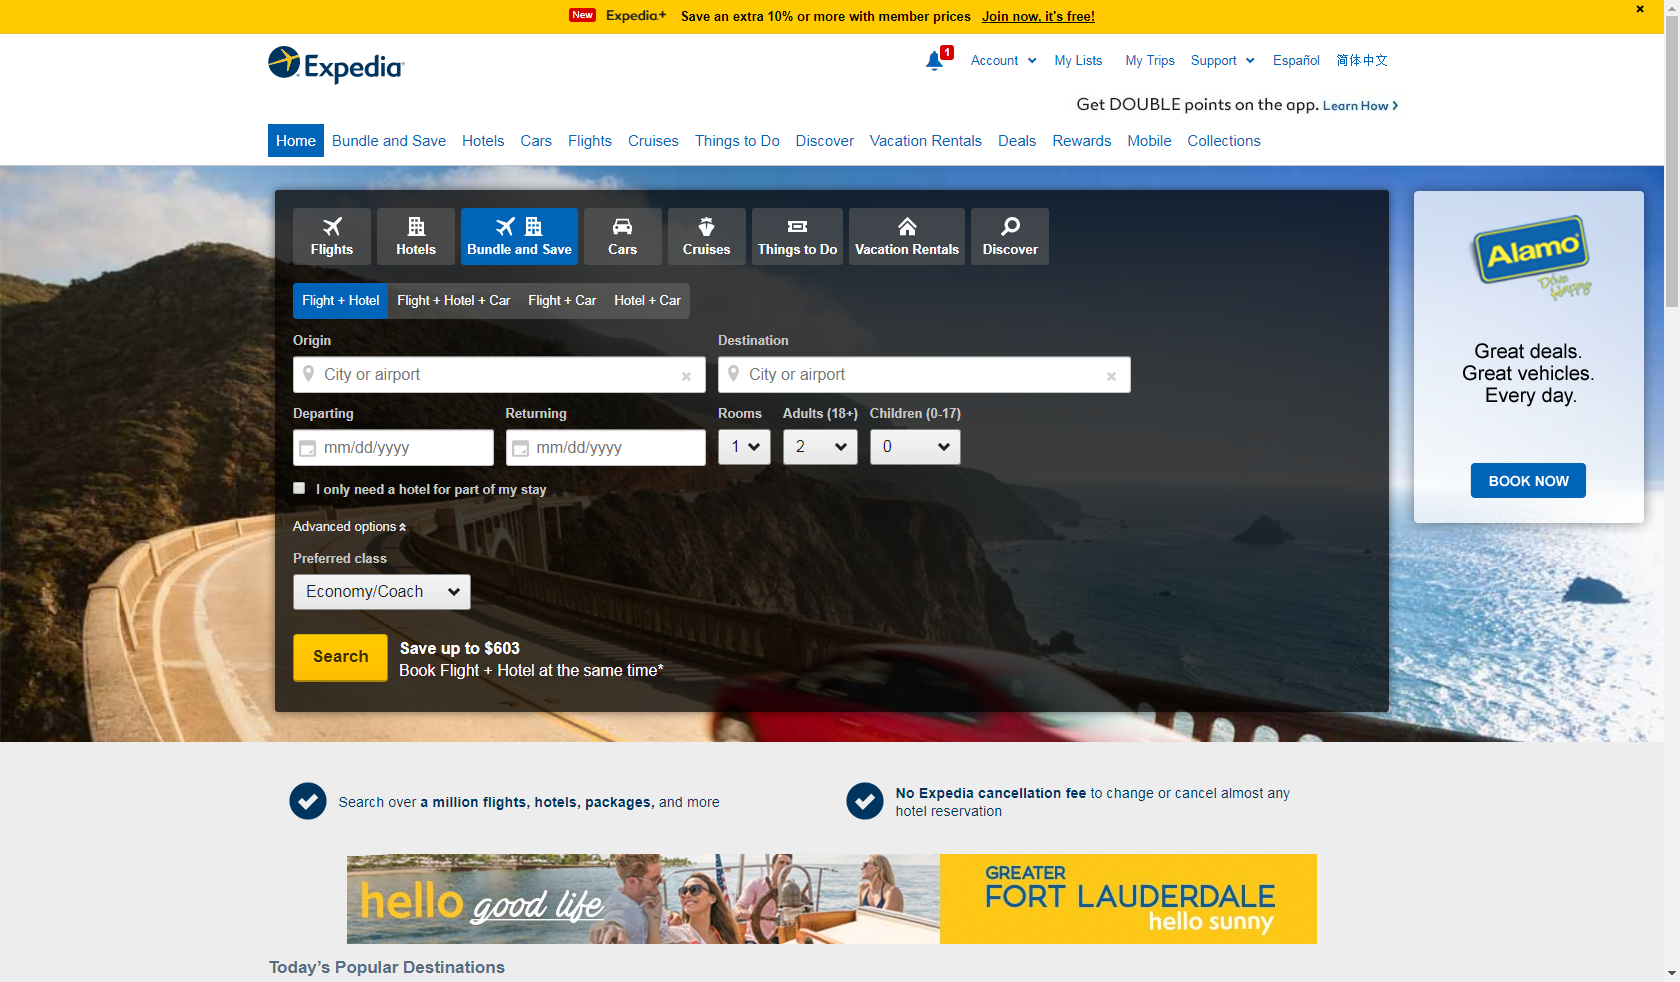 New Expedia+ Save an extra 10% or more with member prices Join now, it's free!
Expedia
1 Account My Lists My Trips Support Español 简体中文
Get DOUBLE points on the app. Learn How
Home Bundle and Save Hotels Cars Flights Cruises Things to Do Discover Vacation Rentals Deals Rewards Mobile Collections
Flights Hotels Bundle and Save Cars Cruises Things to Do Vacation Rentals Discover
Flight + Hotel Flight + Hotel + Car Flight + Car Hotel + Car
Origin Destination
City or airport City or airport
Departing Returning Rooms Adults (18+) Children (0-17)
mm/dd/yyyy mm/dd/yyyy 1 2 0
I only need a hotel for part of my stay
Advanced options
Preferred class
Economy/Coach
Search
Save up to $603
Book Flight + Hotel at the same time*
Alamo
Drive Happy
Great deals.
Great vehicles.
Every day.
BOOK NOW
Search over a million flights, hotels, packages, and more
No Expedia cancellation fee to change or cancel almost any
hotel reservation
hello good life
GREATER
FORT LAUDERDALE
hello sunny
Today's Popular Destinations